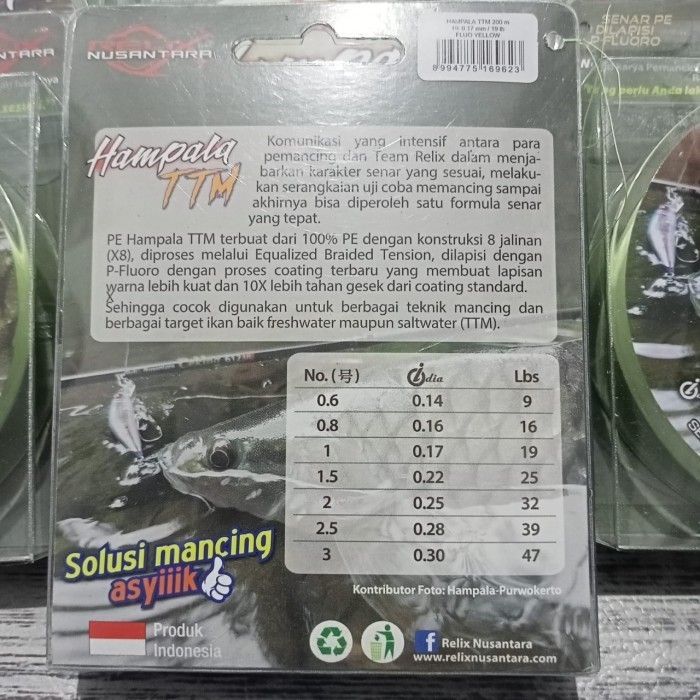 NUSANTARA
HAMPALA TTM 200 m
FLUO YELLOW
8 994775 169623
SENAR PE
DILAPISI
P-FLUORO
Hampala
TTM
Komunikasi yang intensif antara para
pemancing dan Team Relix dalam menja-
barkan karakter senar yang sesuai, melaku-
kan serangkaian uji coba memancing sampai
akhirnya bisa diperoleh satu formula senar
yang tepat.
PE Hampala TTM terbuat dari 100% PE dengan konstruksi 8 jalinan
(X8), diproses melalui Equalized Braided Tension, dilapisi dengan
P-Fluoro dengan proses coating terbaru yang membuat lapisan
warna lebih kuat dan 10X lebih tahan gesek dari coating standard.
Sehingga cocok digunakan untuk berbagai teknik mancing dan
berbagai target ikan baik freshwater maupun saltwater (TTM).
No. (号) dia Lbs
0.6 0.14 9
0.8 0.16 16
1 0.17 19
1.5 0.22 25
2 0.25 32
2.5 0.28 39
3 0.30 47
Solusi mancing
asyiiik
Kontributor Foto: Hampala-Purwokerto
Produk
Indonesia
f Relix Nusantara
www.relixnusantara.com